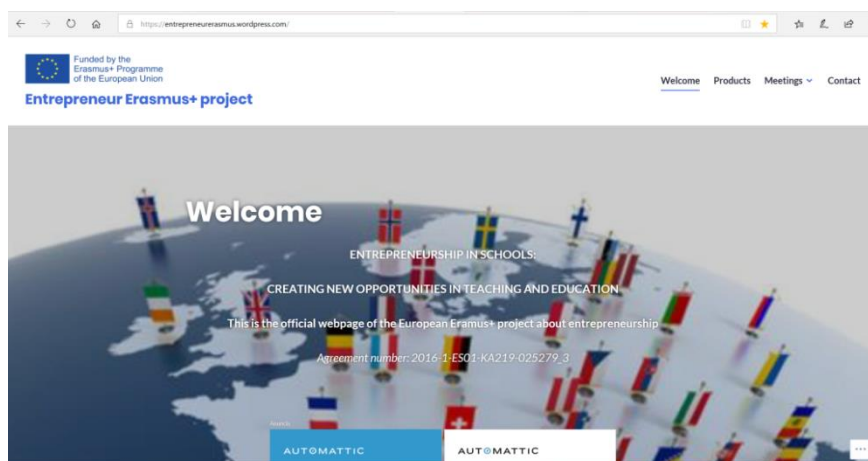 https://entrepreneurerasmus.wordpress.com/
Funded by the
Erasmus+ Programme
of the European Union
Entrepreneur Erasmus+ project
Welcome Products Meetings Contact
Welcome
ENTREPRENEURSHIP IN SCHOOLS:
CREATING NEW OPPORTUNITIES IN TEACHING AND EDUCATION
This is the official webpage of the European Eramus+ project about entrepreneurship
Agreement number: 2016-1-ES01-KA219-025279_3
AUTOMATTIC AUTOMATTIC